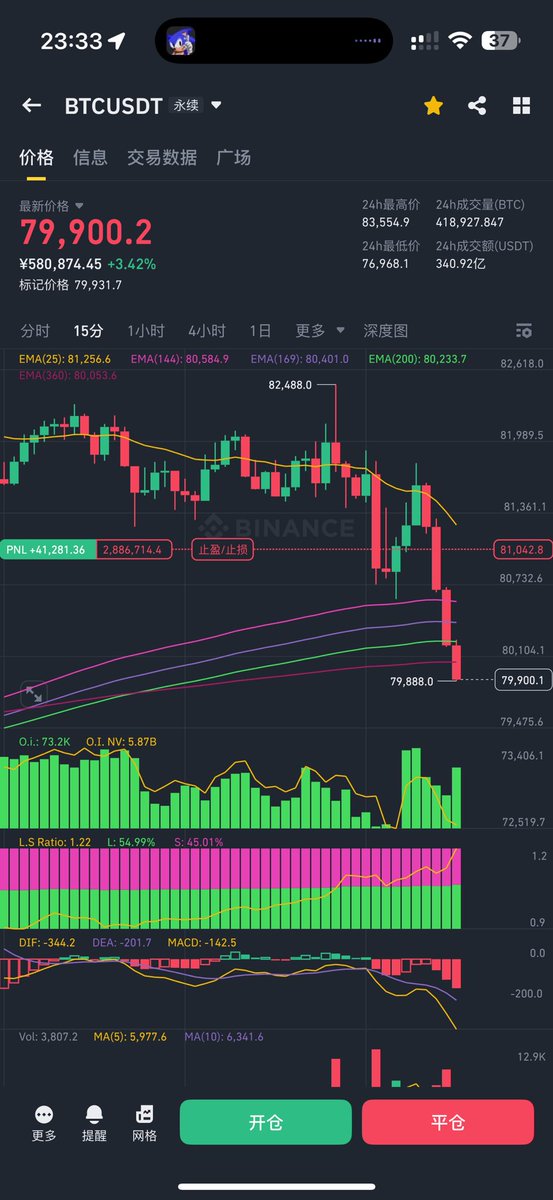 23:33
37
BTCUSDT 永续
价格 信息 交易数据 广场
最新价格
79,900.2
¥580,874.45 +3.42%
标记价格 79,931.7
24h最高价 24h成交量(BTC)
83,554.9 418,927.847
24h最低价 24h成交额(USDT)
76,968.1 340.92亿
分时 15分 1小时 4小时 1日 更多 深度图
EMA(25): 81,256.6 EMA(144): 80,584.9 EMA(169): 80,401.0 EMA(200): 80,233.7
EMA(360): 80,053.6
82,618.0
82,488.0
81,989.5
81,361.1
BINANCE
PNL +41,281.36 2,886,714.4 止盈/止损 81,042.8
80,732.6
80,104.1
79,888.0 79,900.1
79,475.6
O.i.: 73.2K O.I. NV: 5.87B
73,406.1
72,519.7
L.S Ratio: 1.22 L: 54.99% S: 45.01%
1.2
0.9
DIF: -344.2 DEA: -201.7 MACD: -142.5
0.0
-200.0
Vol: 3,807.2 MA(5): 5,977.6 MA(10): 6,341.6
12.9K
更多 提醒 网格 开仓 平仓